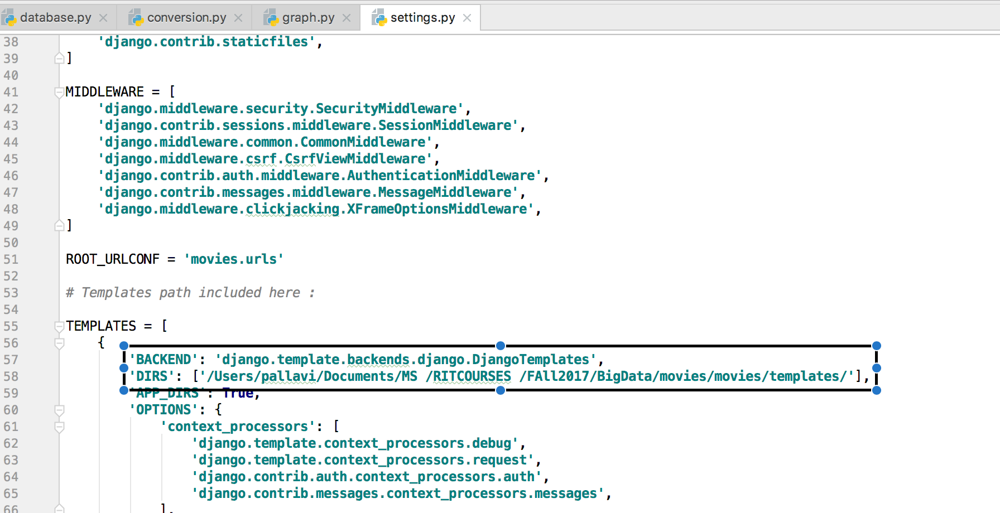 database.py conversion.py graph.py settings.py
38 'django.contrib.staticfiles',
39 ]
40
41 MIDDLEWARE = [
42 'django.middleware.security.SecurityMiddleware',
43 'django.contrib.sessions.middleware.SessionMiddleware',
44 'django.middleware.common.CommonMiddleware',
45 'django.middleware.csrf.CsrfViewMiddleware',
46 'django.contrib.auth.middleware.AuthenticationMiddleware',
47 'django.contrib.messages.middleware.MessageMiddleware',
48 'django.middleware.clickjacking.XFrameOptionsMiddleware',
49 ]
50
51 ROOT_URLCONF = 'movies.urls'
52
53 # Templates path included here :
54
55 TEMPLATES = [
56 {
57 'BACKEND': 'django.template.backends.django.DjangoTemplates',
58 'DIRS': ['/Users/pallavi/Documents/MS /RITCOURSES /FAll2017/BigData/movies/movies/templates/'],
59 'APP_DIRS': True,
60 'OPTIONS': {
61 'context_processors': [
62 'django.template.context_processors.debug',
63 'django.template.context_processors.request',
64 'django.contrib.auth.context_processors.auth',
65 'django.contrib.messages.context_processors.messages',
66 ],